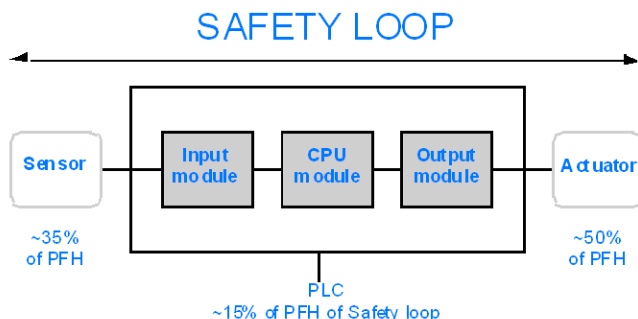 SAFETY LOOP
Sensor
Input
module
CPU
module
Output
module
Actuator
~35%
of PFH
~50%
of PFH
PLC
~15% of PFH of Safety loop